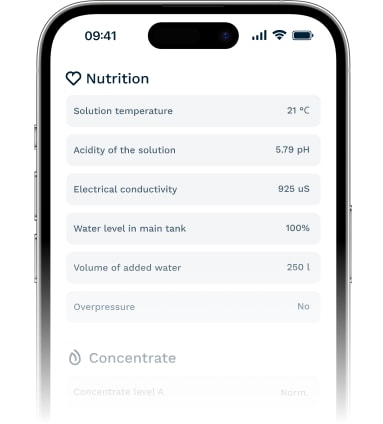 09:41
Nutrition
Solution temperature 21 °C
Acidity of the solution 5.79 pH
Electrical conductivity 925 uS
Water level in main tank 100%
Volume of added water 250 l
Overpressure No
Concentrate
Concentrate level A Norm.